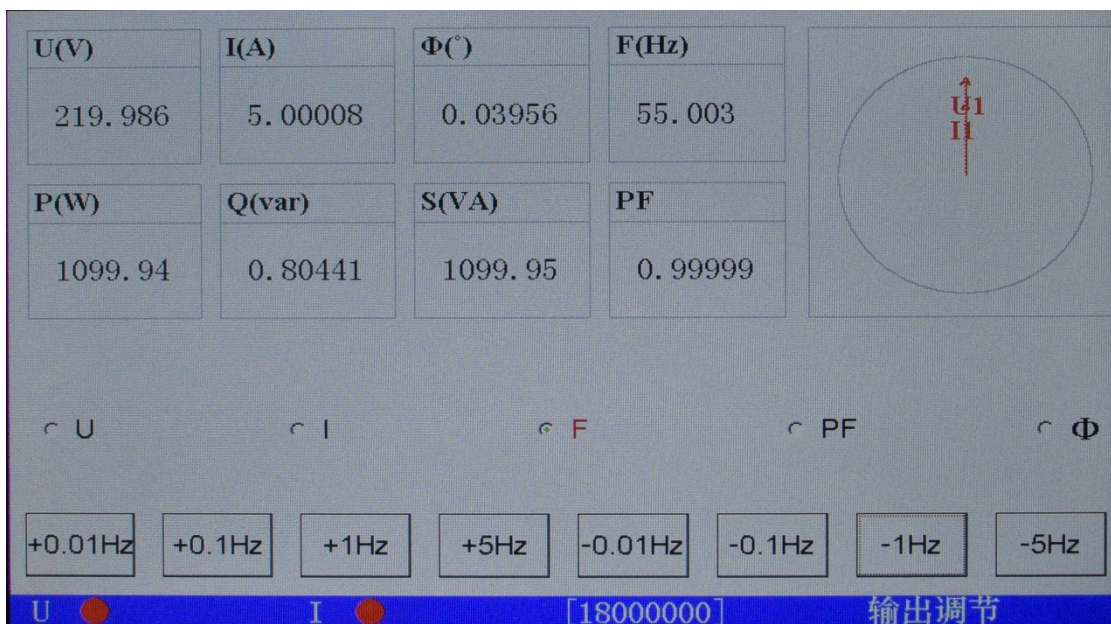 U(V) I(A) Φ(°) F(Hz)
219.986 5.00008 0.03956 55.003
U1
I1
P(W) Q(var) S(VA) PF
1099.94 0.80441 1099.95 0.99999
U I F PF Φ
+0.01Hz +0.1Hz +1Hz +5Hz -0.01Hz -0.1Hz -1Hz -5Hz
U I [18000000] 输出调节